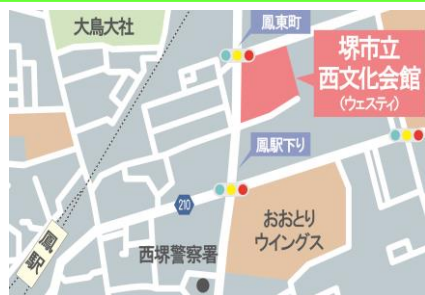 大鳥大社
鳳東町
堺市立
西文化会館
(ウェスティ)
鳳駅下り
210
おおとり
ウイングス
鳳駅
西堺警察署